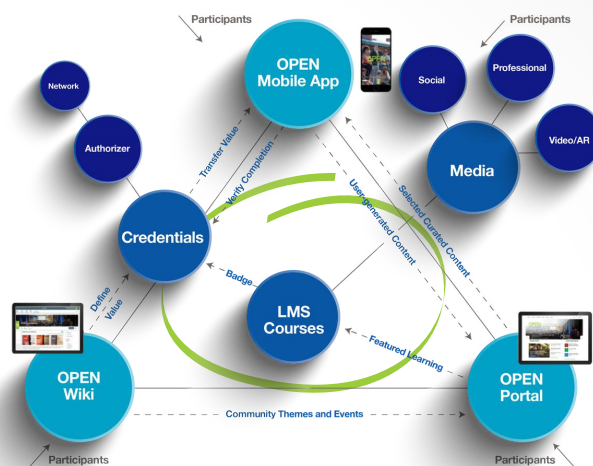 Participants
Participants
OPEN
Mobile App
Social
Professional
Network
Authorizer
Video/AR
Media
Transfer Value
Verify Completion
User-generated Content
Selected Curated Content
Credentials
Badge
Define
Value
LMS
Courses
Featured Learning
OPEN
Wiki
OPEN
Portal
Community Themes and Events
Participants
Participants